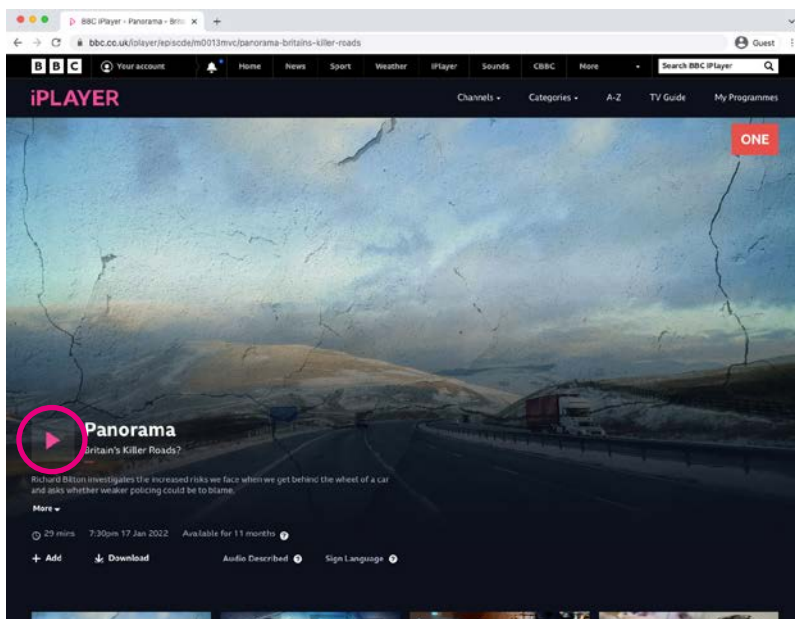 BBC iPlayer - Panorama - Brita
Guest
bbc.co.uk/iplayer/episode/m0013mvc/panorama-britains-killer-roads
BBC Your account Home News Sport Weather iPlayer Sounds CBBC More Search BBC iPlayer
iPLAYER Channels Categories A-Z TV Guide My Programmes
ONE
Panorama
Britain's Killer Roads?
Richard Bilton investigates the increased risks we face when we get behind the wheel of a car
and asks whether weaker policing could be to blame.
More
29 mins 7:30pm 17 Jan 2022 Available for 11 months ?
+ Add Download Audio Described ? Sign Language ?